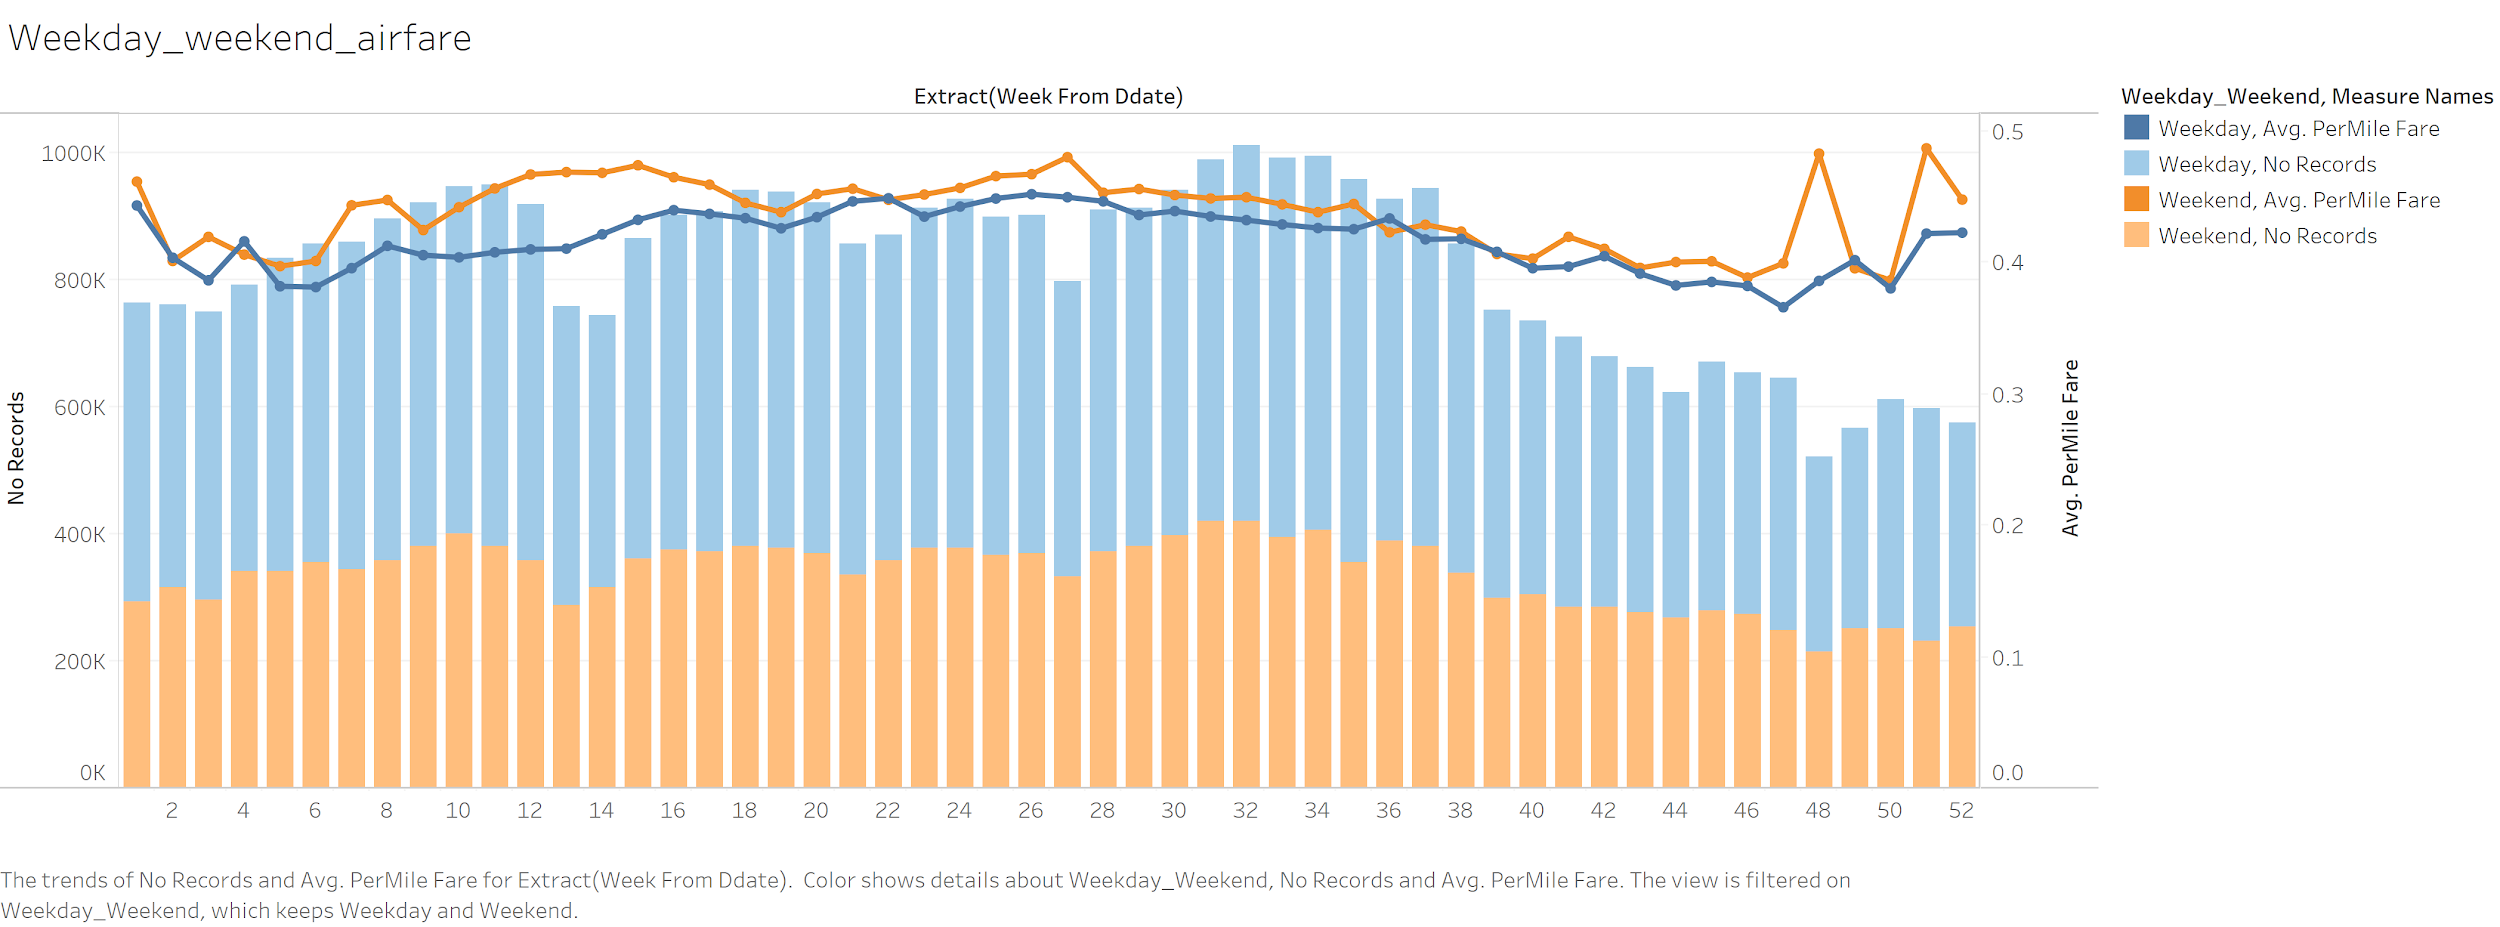 Weekday_weekend_airfare
Extract(Week From Ddate)
No Records
1000K
800K
600K
400K
200K
0K
0.5
0.4
0.3
0.2
0.1
0.0
Avg. PerMile Fare
2 4 6 8 10 12 14 16 18 20 22 24 26 28 30 32 34 36 38 40 42 44 46 48 50 52
Weekday_Weekend, Measure Names
Weekday, Avg. PerMile Fare
Weekday, No Records
Weekend, Avg. PerMile Fare
Weekend, No Records
The trends of No Records and Avg. PerMile Fare for Extract(Week From Ddate).  Color shows details about Weekday_Weekend, No Records and Avg. PerMile Fare. The view is filtered on
Weekday_Weekend, which keeps Weekday and Weekend.